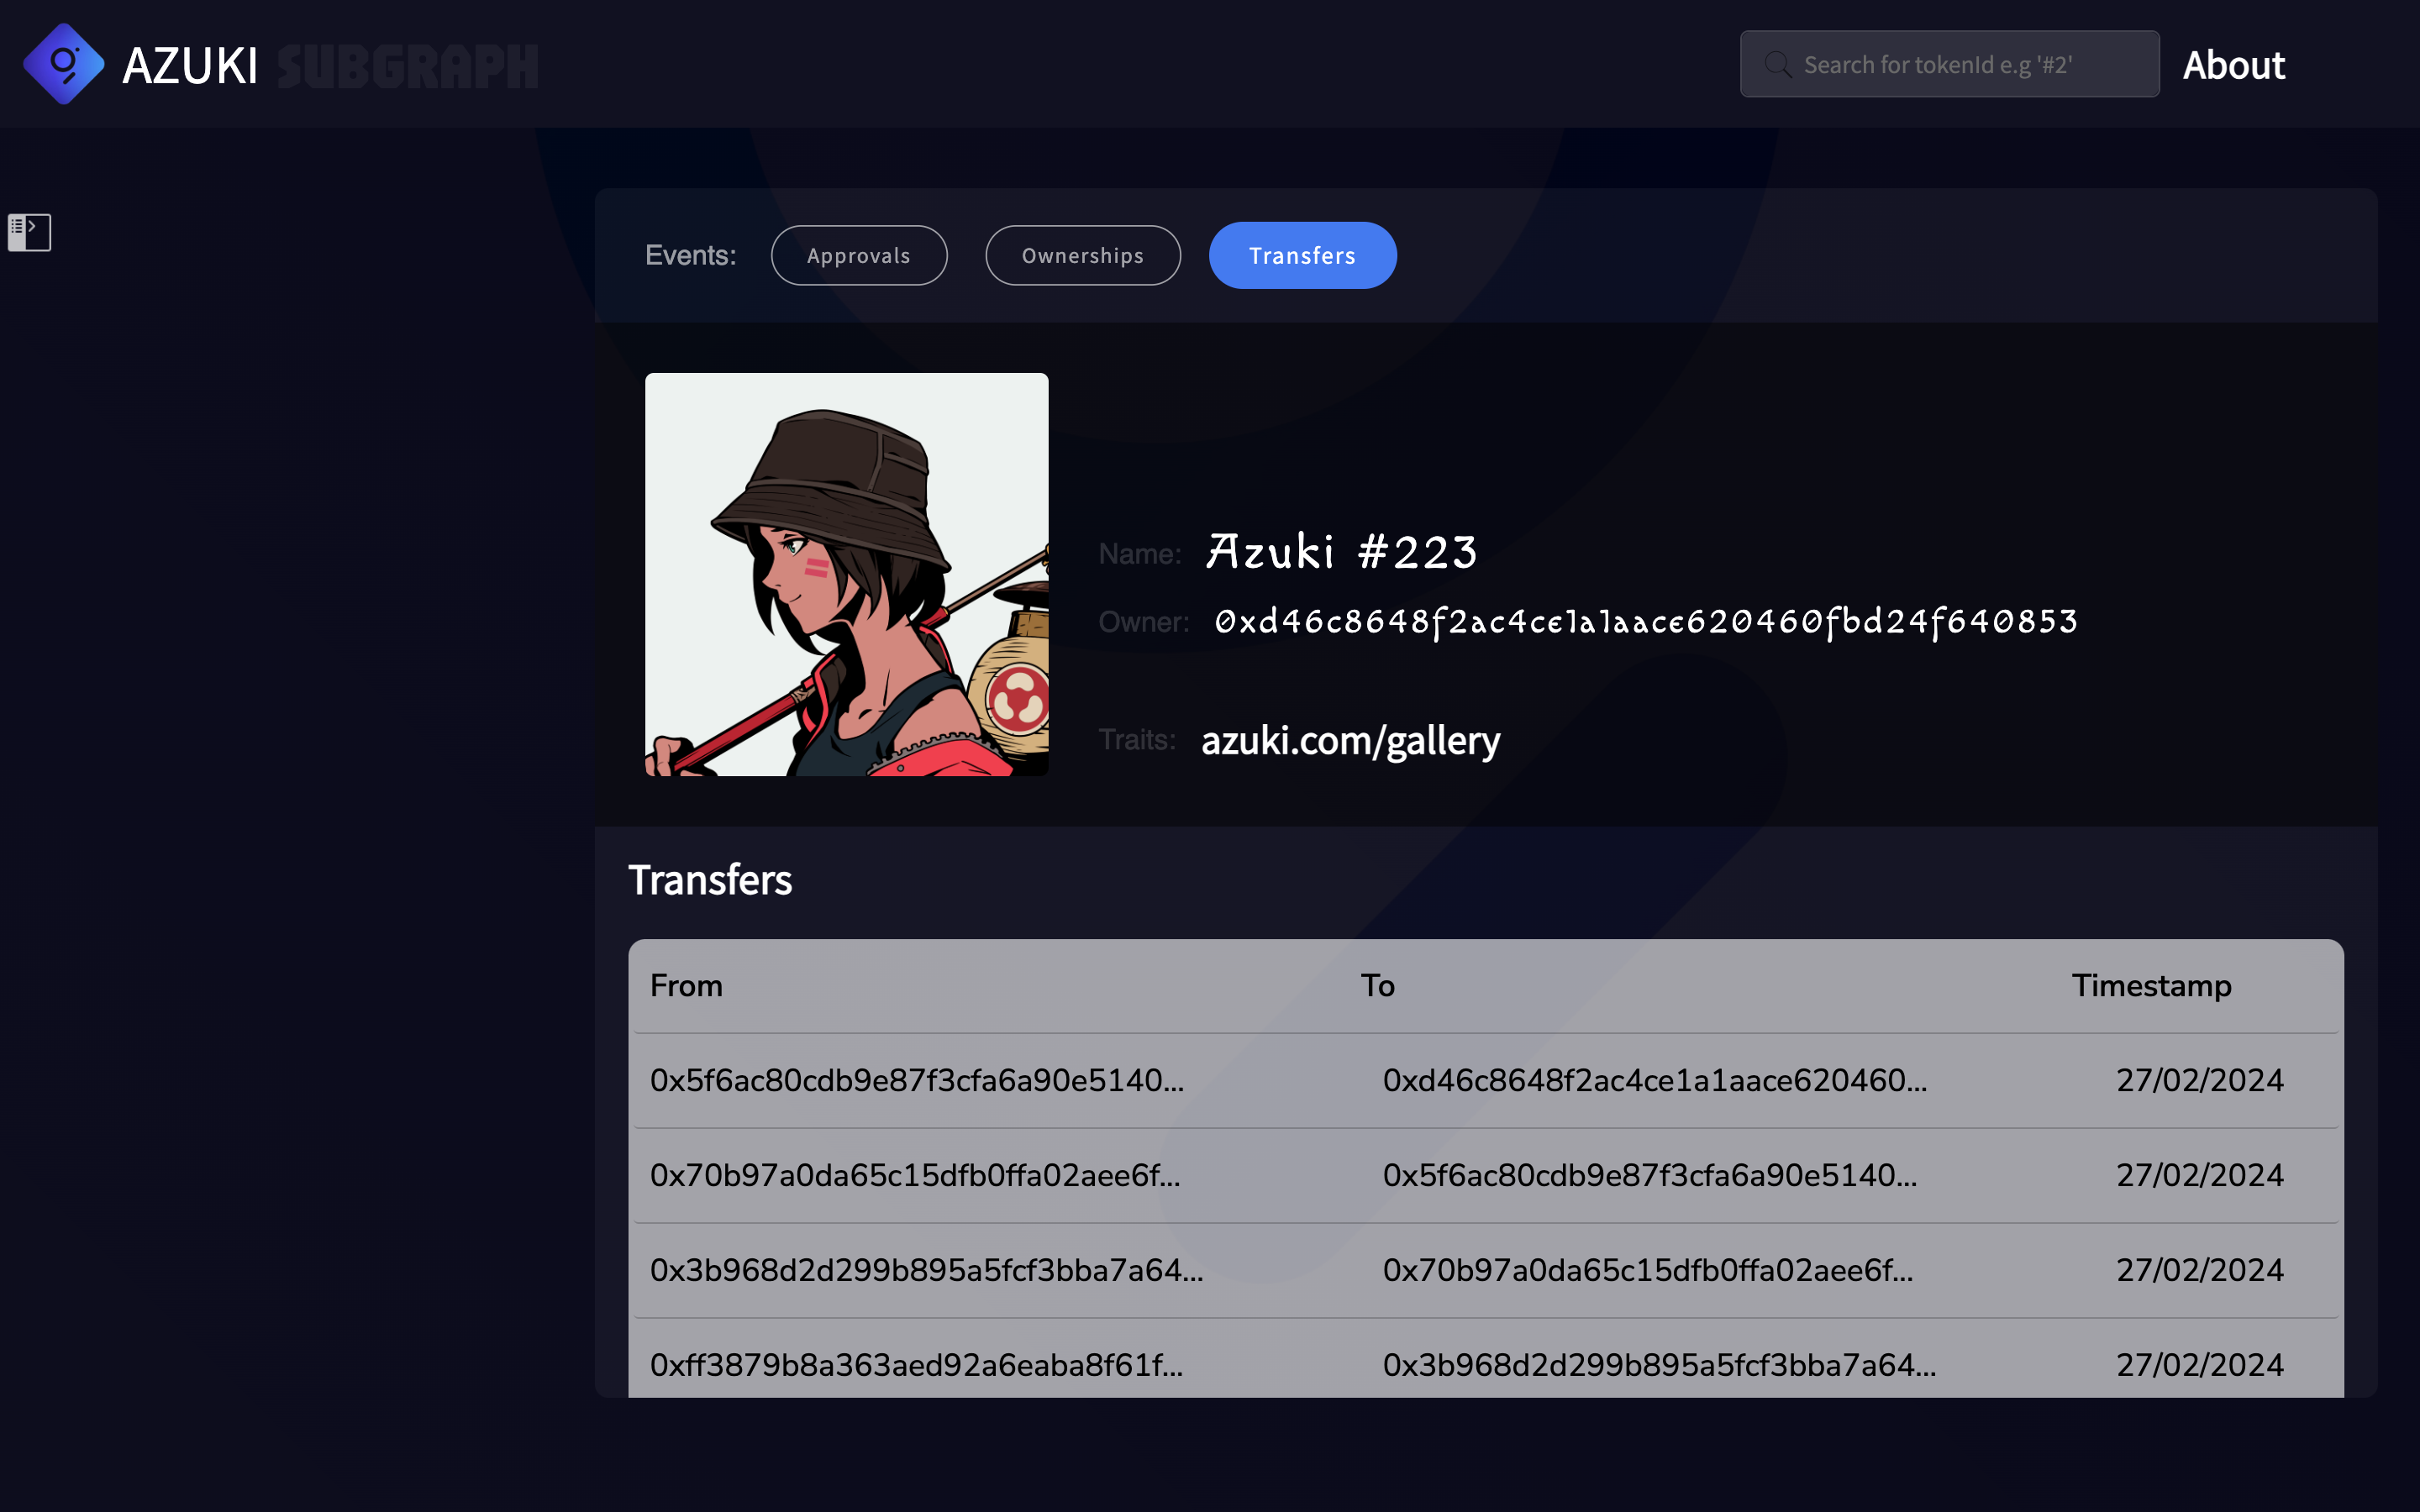 AZUKI SUBGRAPH
Search for tokenId e.g '#2'
About
Events: Approvals Ownerships Transfers
Name: Azuki #223
Owner: 0xd46c8648f2ac4ce1a1aace620460fbd24f640853
Traits: azuki.com/gallery
Transfers
From To Timestamp
0x5f6ac80cdb9e87f3cfa6a90e5140... 0xd46c8648f2ac4ce1a1aace620460... 27/02/2024
0x70b97a0da65c15dfb0ffa02aee6f... 0x5f6ac80cdb9e87f3cfa6a90e5140... 27/02/2024
0x3b968d2d299b895a5fcf3bba7a64... 0x70b97a0da65c15dfb0ffa02aee6f... 27/02/2024
0xff3879b8a363aed92a6eaba8f61f... 0x3b968d2d299b895a5fcf3bba7a64... 27/02/2024